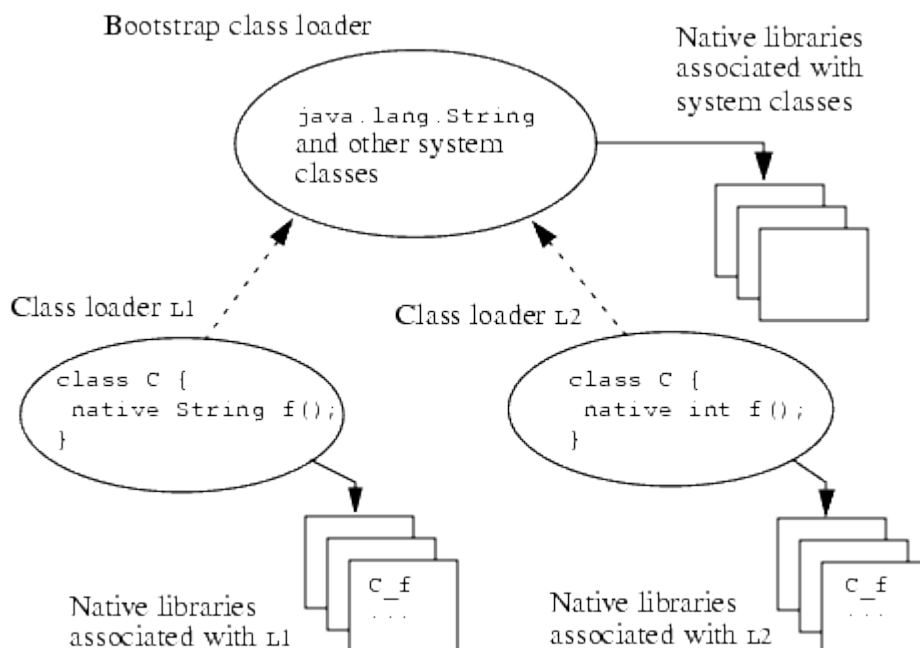 Bootstrap class loader
Native libraries
associated with
system classes
java.lang.String
and other system
classes
Class loader L1
Class loader L2
class C {
native String f();
}
class C {
native int f();
}
C_f
...
C_f
...
Native libraries
associated with L1
Native libraries
associated with L2